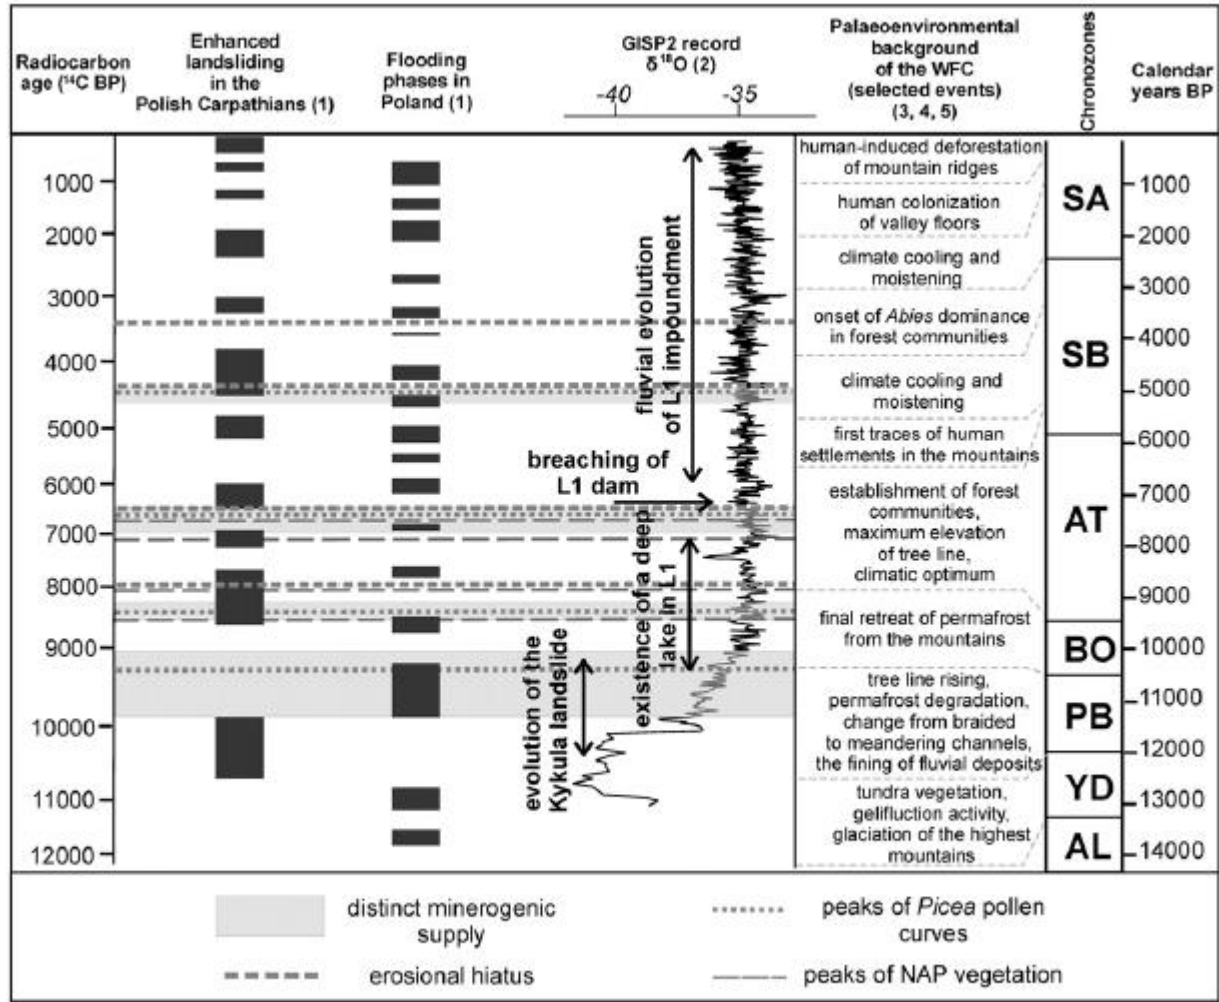 Radiocarbon
age (¹⁴C BP)
Enhanced
landsliding
in the
Polish Carpathians (1)
Flooding
phases in
Poland (1)
GISP2 record
δ¹⁸O (2)
-40
-35
Palaeoenvironmental
background
of the WFC
(selected events)
(3, 4, 5)
Chronozones
Calendar
years BP
1000
2000
3000
4000
5000
6000
7000
8000
9000
10000
11000
12000
fluvial evolution
of L1 impoundment
breaching of
L1 dam
existence of a deep
lake in L1
evolution of the
Kykula landslide
human-induced deforestation
of mountain ridges
human colonization
of valley floors
climate cooling and
moistening
onset of Abies dominance
in forest communities
climate cooling and
moistening
first traces of human
settlements in the mountains
establishment of forest
communities,
maximum elevation
of tree line,
climatic optimum
final retreat of permafrost
from the mountains
tree line rising,
permafrost degradation,
change from braided
to meandering channels,
the fining of fluvial deposits
tundra vegetation,
gelifluction activity,
glaciation of the highest
mountains
SA
SB
AT
BO
PB
YD
AL
1000
2000
3000
4000
5000
6000
7000
8000
9000
10000
11000
12000
13000
14000
distinct minerogenic
supply
erosional hiatus
peaks of Picea pollen
curves
peaks of NAP vegetation